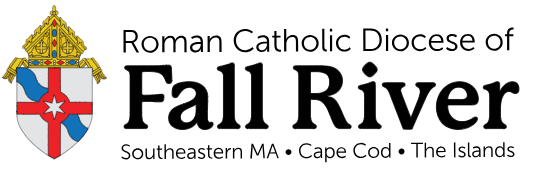 Roman Catholic Diocese of
Fall River
Southeastern MA • Cape Cod • The Islands